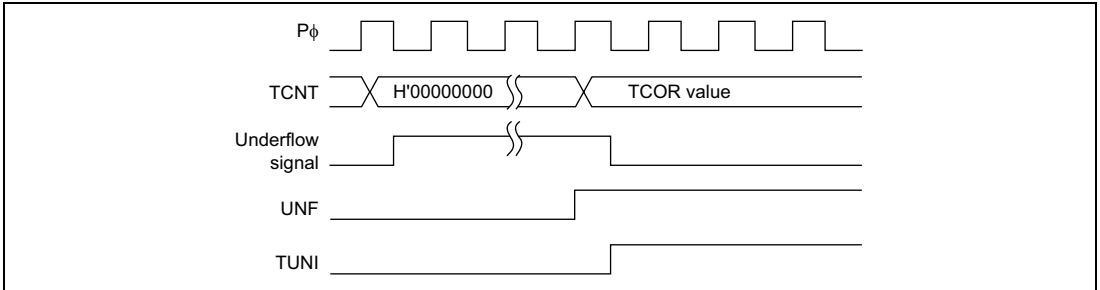 Pϕ
TCNT H'00000000 TCOR value
Underflow
signal
UNF
TUNI